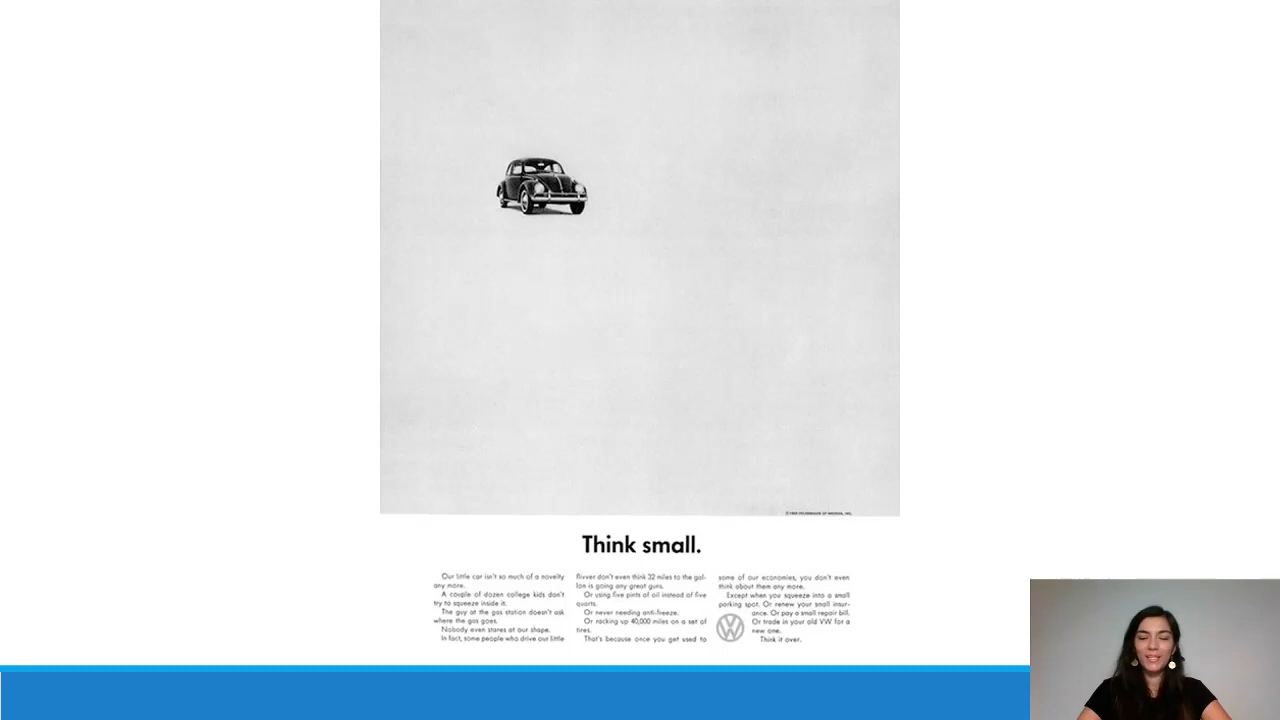 Think small.
Our little car isn't so much of a novelty
any more.
A couple of dozen college kids don't
try to squeeze inside it.
The guy at the gas station doesn't ask
where the gas goes.
Nobody even stares at our shape.
In fact, some people who drive our little
flivver don't even think 32 miles to the gal-
lon is going any great guns.
Or using five pints of oil instead of five
quarts.
Or never needing anti-freeze.
Or racking up 40,000 miles on a set of
tires.
That's because once you get used to
some of our economies, you don't even
think about them any more.
Except when you squeeze into a small
parking spot. Or renew your small insur-
ance. Or pay a small repair bill.
Or trade in your old VW for a
new one.
Think it over.